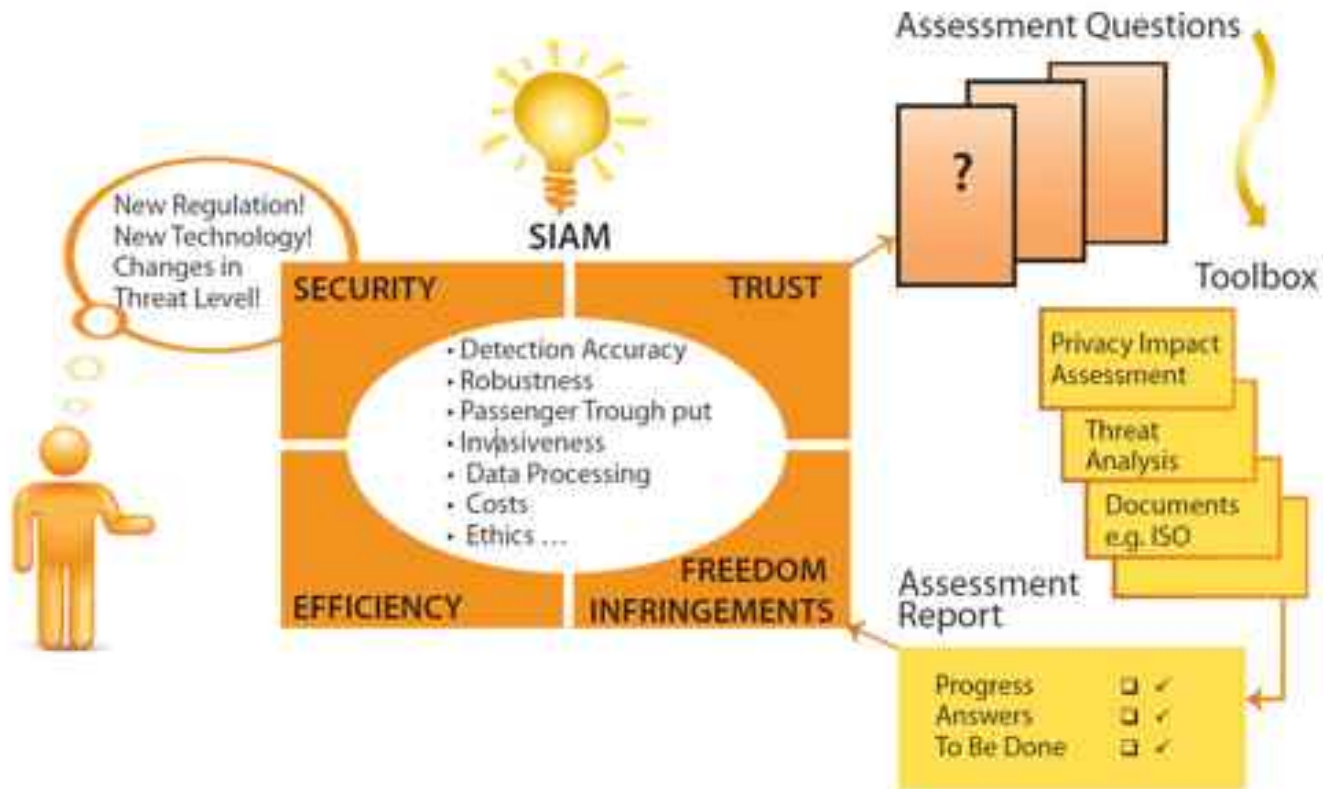 Assessment Questions
?
New Regulation!
New Technology!
Changes in
Threat Level!
SIAM
SECURITY
TRUST
Toolbox
• Detection Accuracy
• Robustness
• Passenger Trough put
• Invasiveness
• Data Processing
• Costs
• Ethics ...
Privacy Impact
Assessment
Threat
Analysis
Documents
e.g. ISO
EFFICIENCY
FREEDOM
INFRINGEMENTS
Assessment
Report
Progress ❑ ✓
Answers ❑ ✓
To Be Done ❑ ✓